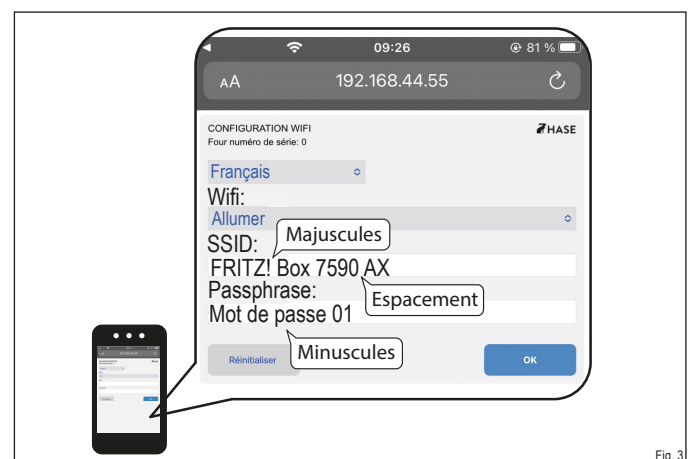 09:26
81 %
AA
192.168.44.55
CONFIGURATION WIFI
HASE
Four numéro de série: 0
Français
Wifi:
Allumer
Majuscules
SSID:
FRITZ! Box 7590 AX
Passphrase:
Espacement
Mot de passe 01
Minuscules
Réinitialiser
OK
Fig. 3